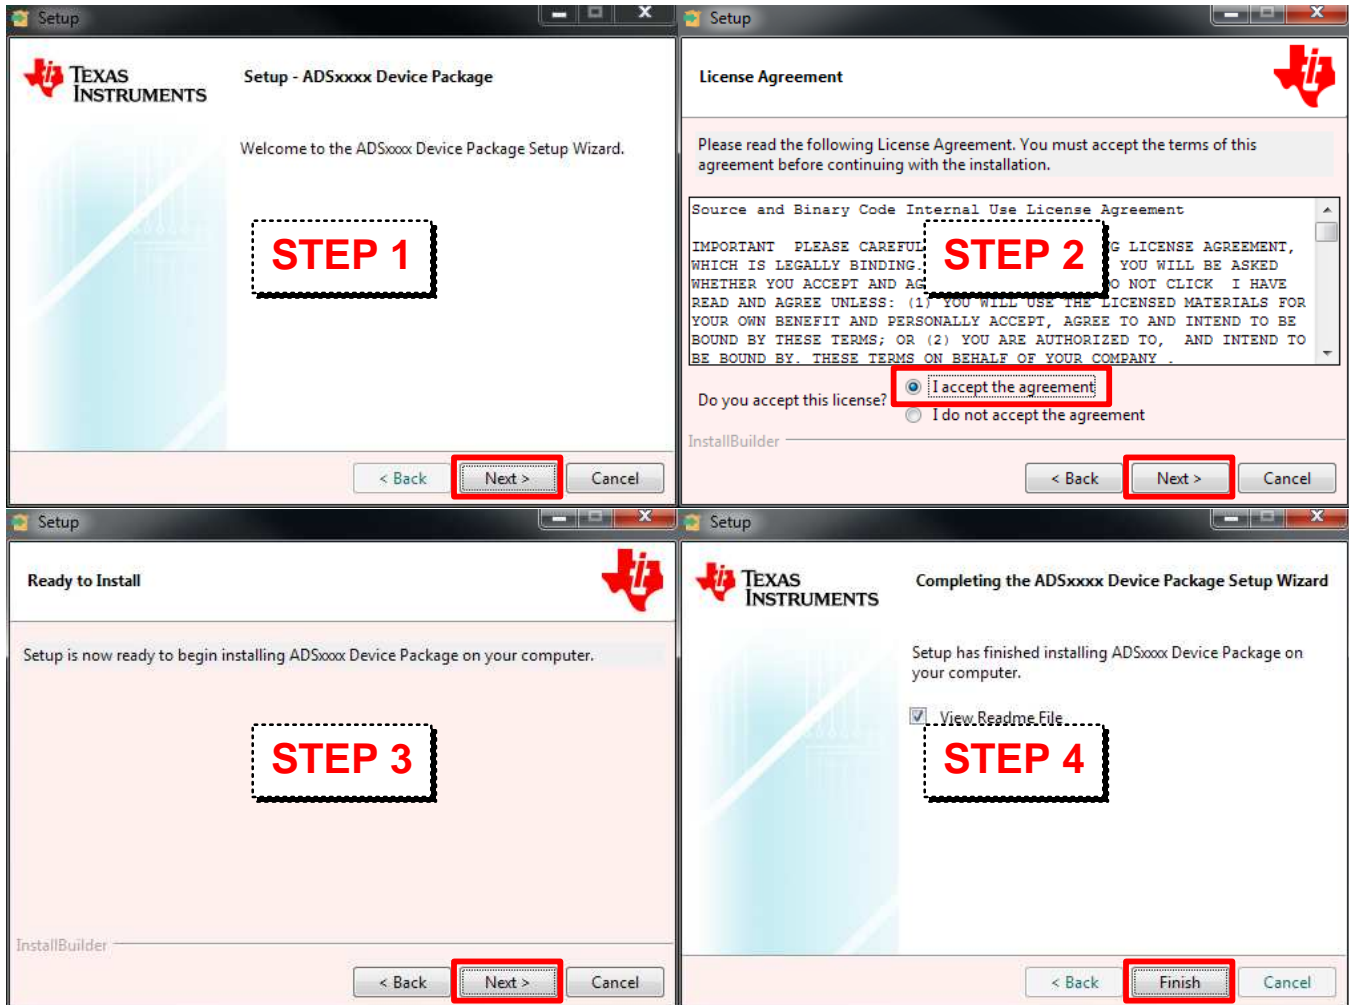 Setup
TEXAS
INSTRUMENTS
Setup - ADSxxxx Device Package
Welcome to the ADSxxxx Device Package Setup Wizard.
STEP 1
< Back
Next >
Cancel
Setup
License Agreement
Please read the following License Agreement. You must accept the terms of this
agreement before continuing with the installation.
Source and Binary Code Internal Use License Agreement
IMPORTANT PLEASE CAREFUL G LICENSE AGREEMENT,
WHICH IS LEGALLY BINDING. YOU WILL BE ASKED
WHETHER YOU ACCEPT AND AG O NOT CLICK I HAVE
READ AND AGREE UNLESS: (1) YOU WILL USE THE LICENSED MATERIALS FOR
YOUR OWN BENEFIT AND PERSONALLY ACCEPT, AGREE TO AND INTEND TO BE
BOUND BY THESE TERMS; OR (2) YOU ARE AUTHORIZED TO, AND INTEND TO
BE BOUND BY. THESE TERMS ON BEHALF OF YOUR COMPANY .
STEP 2
Do you accept this license?
I accept the agreement
I do not accept the agreement
InstallBuilder
< Back
Next >
Cancel
Setup
Ready to Install
Setup is now ready to begin installing ADSxxxx Device Package on your computer.
STEP 3
InstallBuilder
< Back
Next >
Cancel
Setup
TEXAS
INSTRUMENTS
Completing the ADSxxxx Device Package Setup Wizard
Setup has finished installing ADSxxxx Device Package on
your computer.
View Readme File
STEP 4
< Back
Finish
Cancel